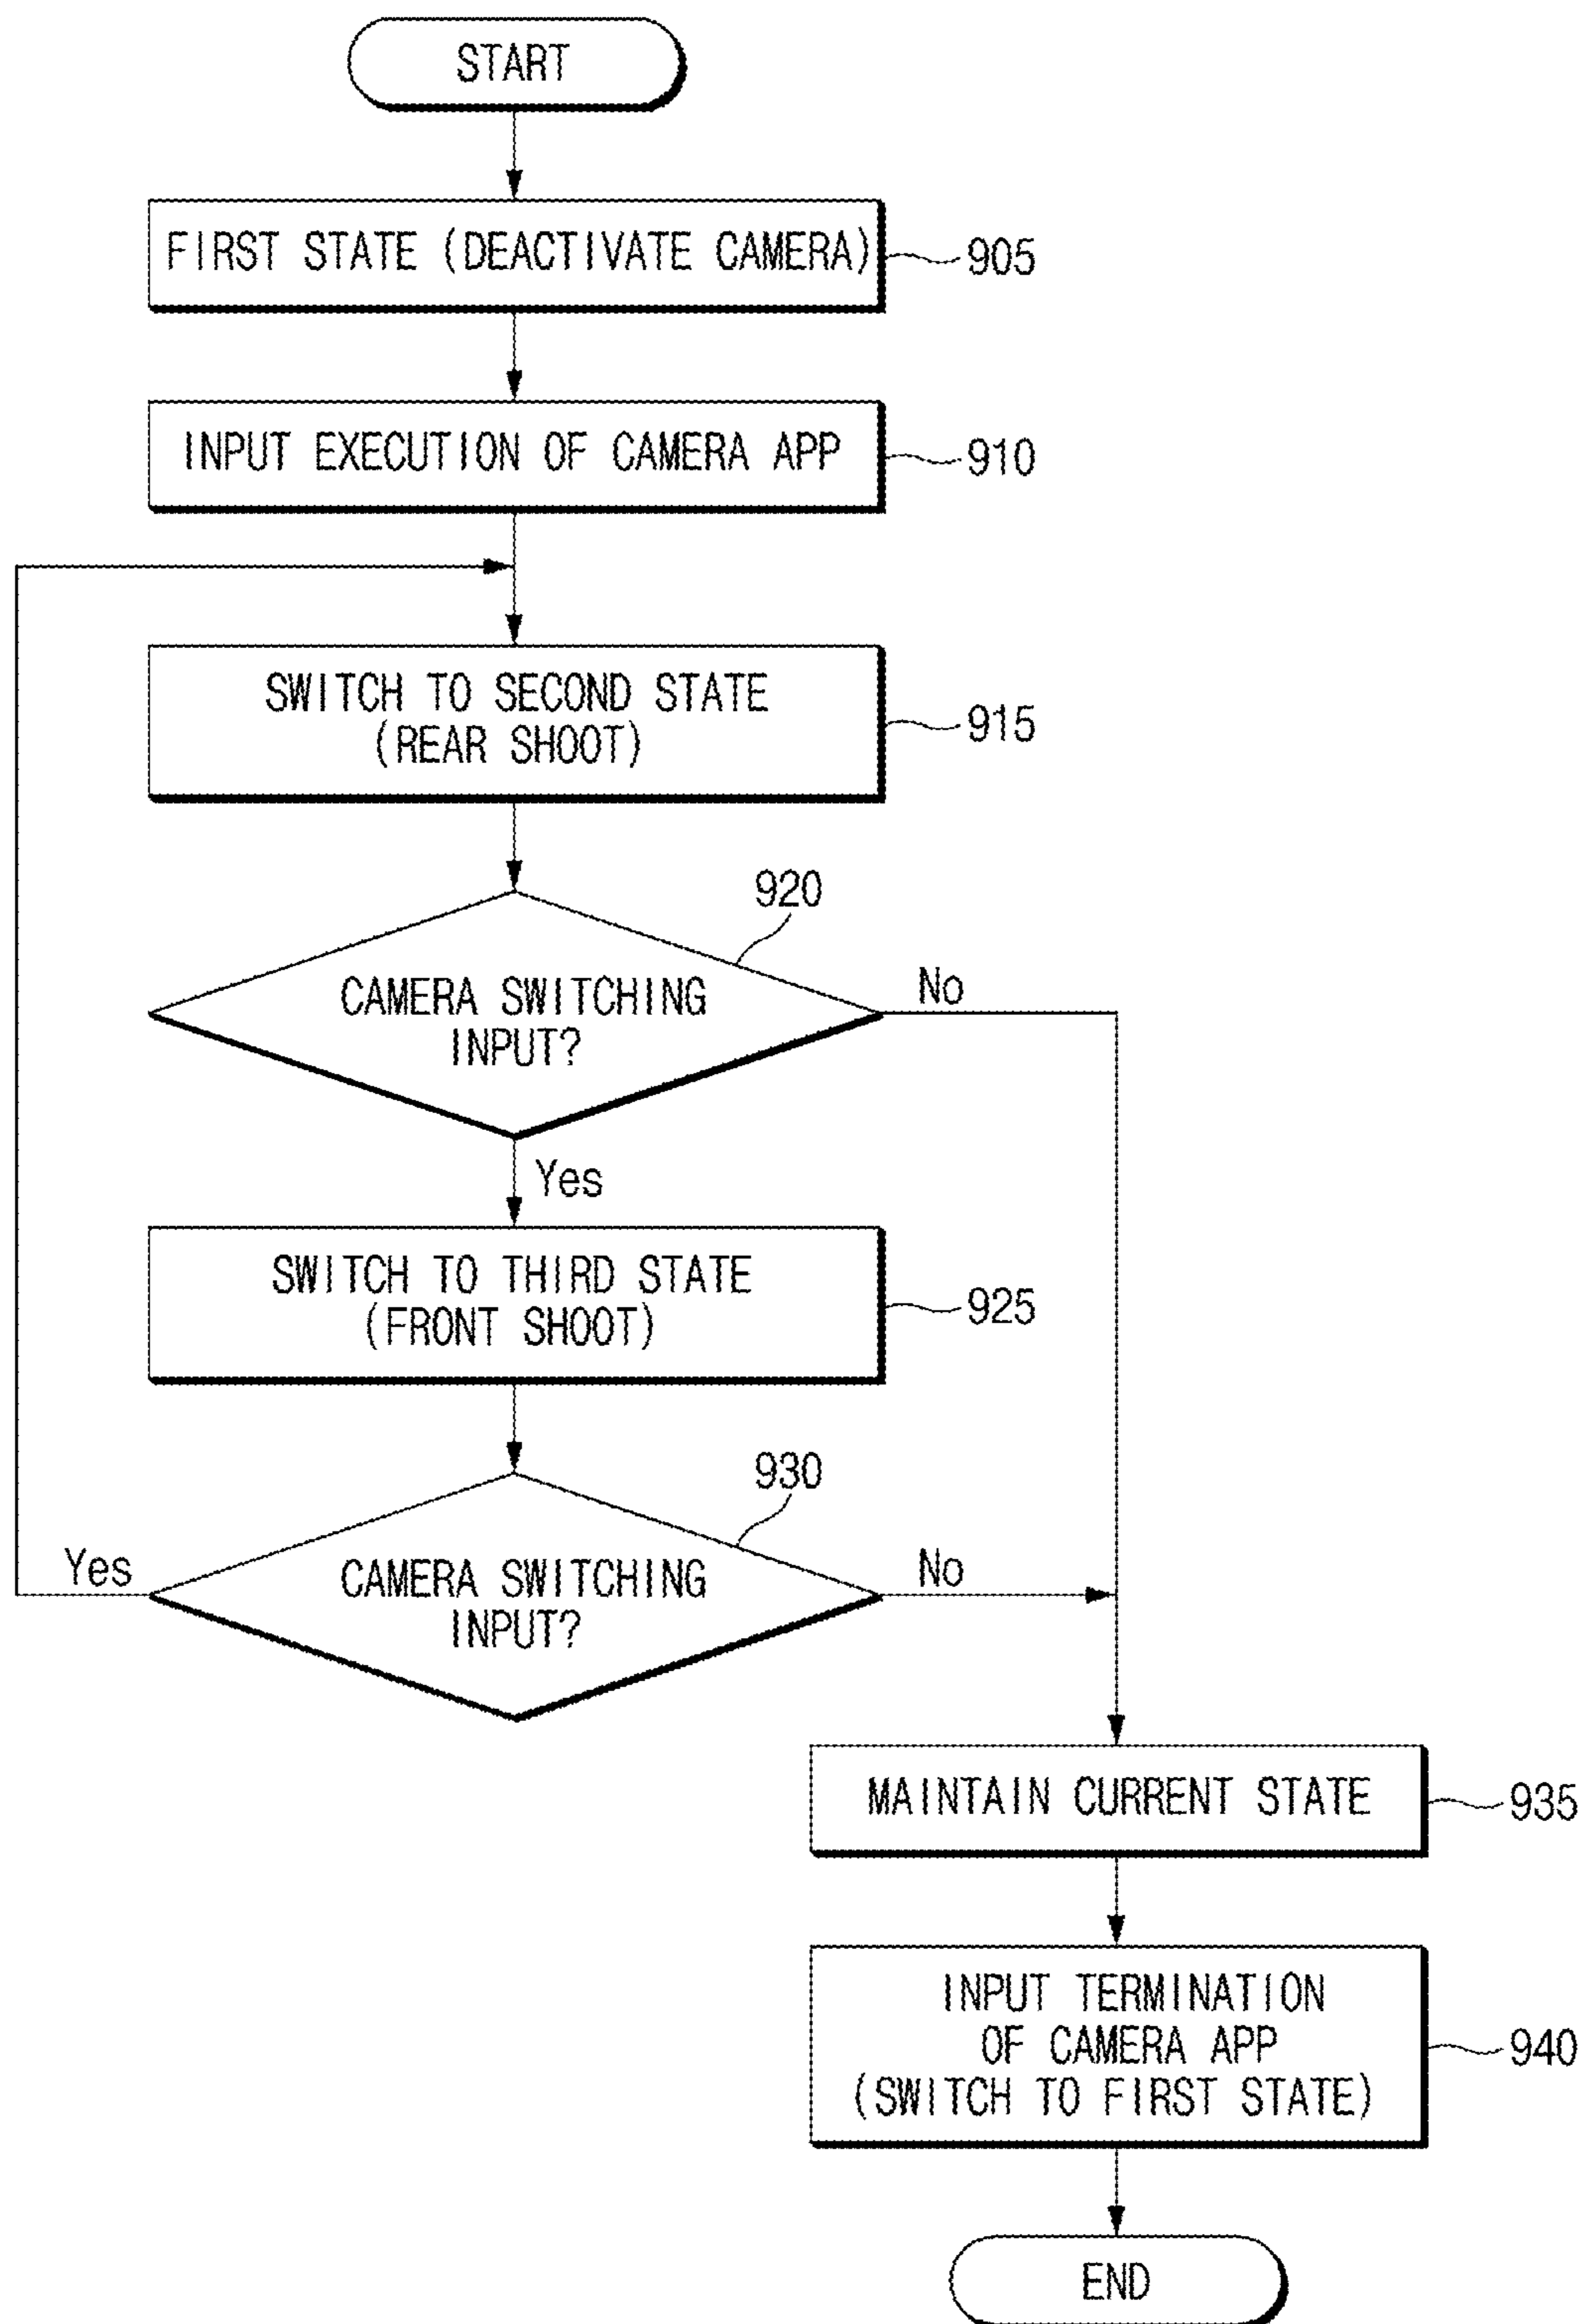 START
FIRST STATE (DEACTIVATE CAMERA)
905
INPUT EXECUTION OF CAMERA APP
910
SWITCH TO SECOND STATE
(REAR SHOOT)
915
920
CAMERA SWITCHING
INPUT?
No
Yes
SWITCH TO THIRD STATE
(FRONT SHOOT)
925
930
Yes
CAMERA SWITCHING
INPUT?
No
MAINTAIN CURRENT STATE
935
INPUT TERMINATION
OF CAMERA APP
(SWITCH TO FIRST STATE)
940
END